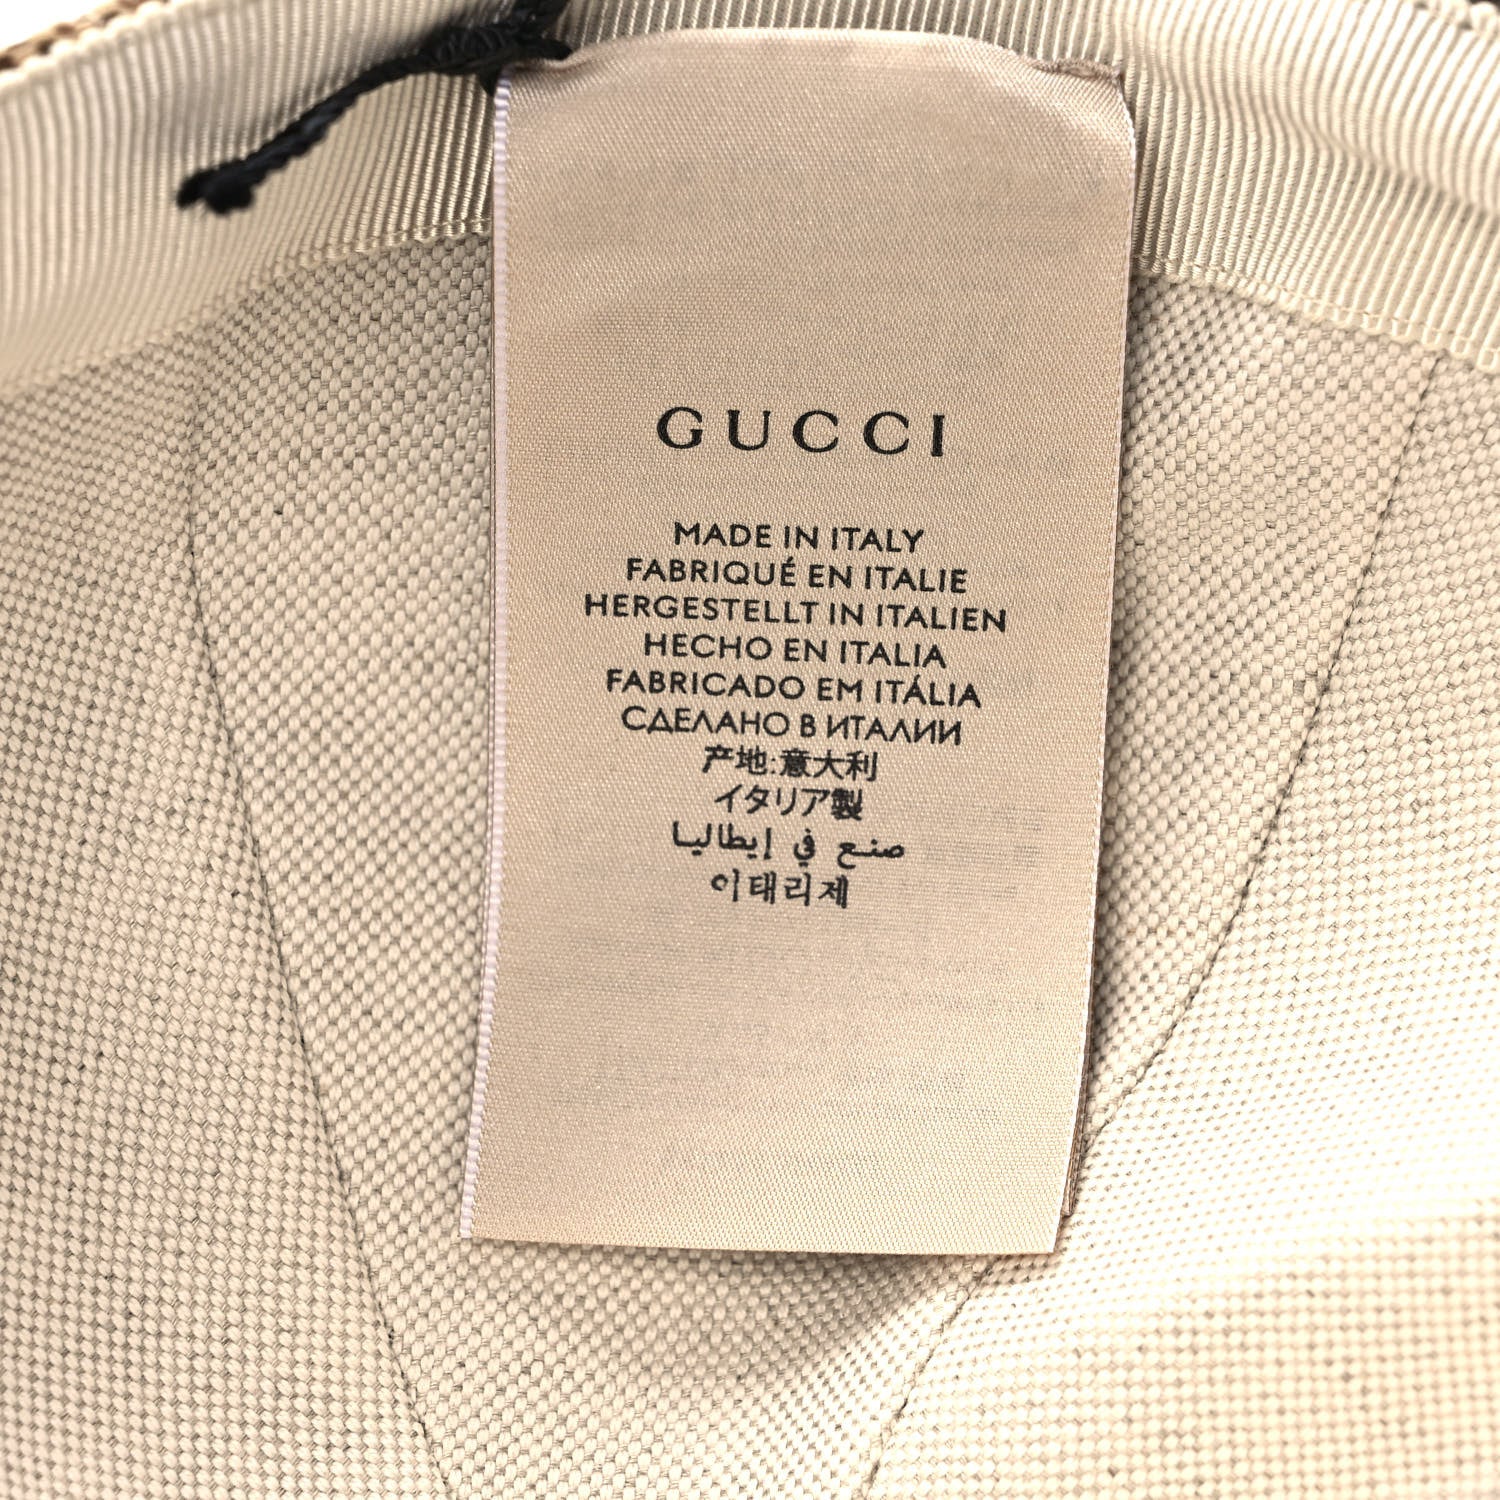 GUCCI
MADE IN ITALY
FABRIQUÉ EN ITALIE
HERGESTELLT IN ITALIEN
HECHO EN ITALIA
FABRICADO EM ITÁLIA
СДЕЛАНО В ИТАЛИИ
产地:意大利
イタリア製
صنع في إيطاليا
이태리제